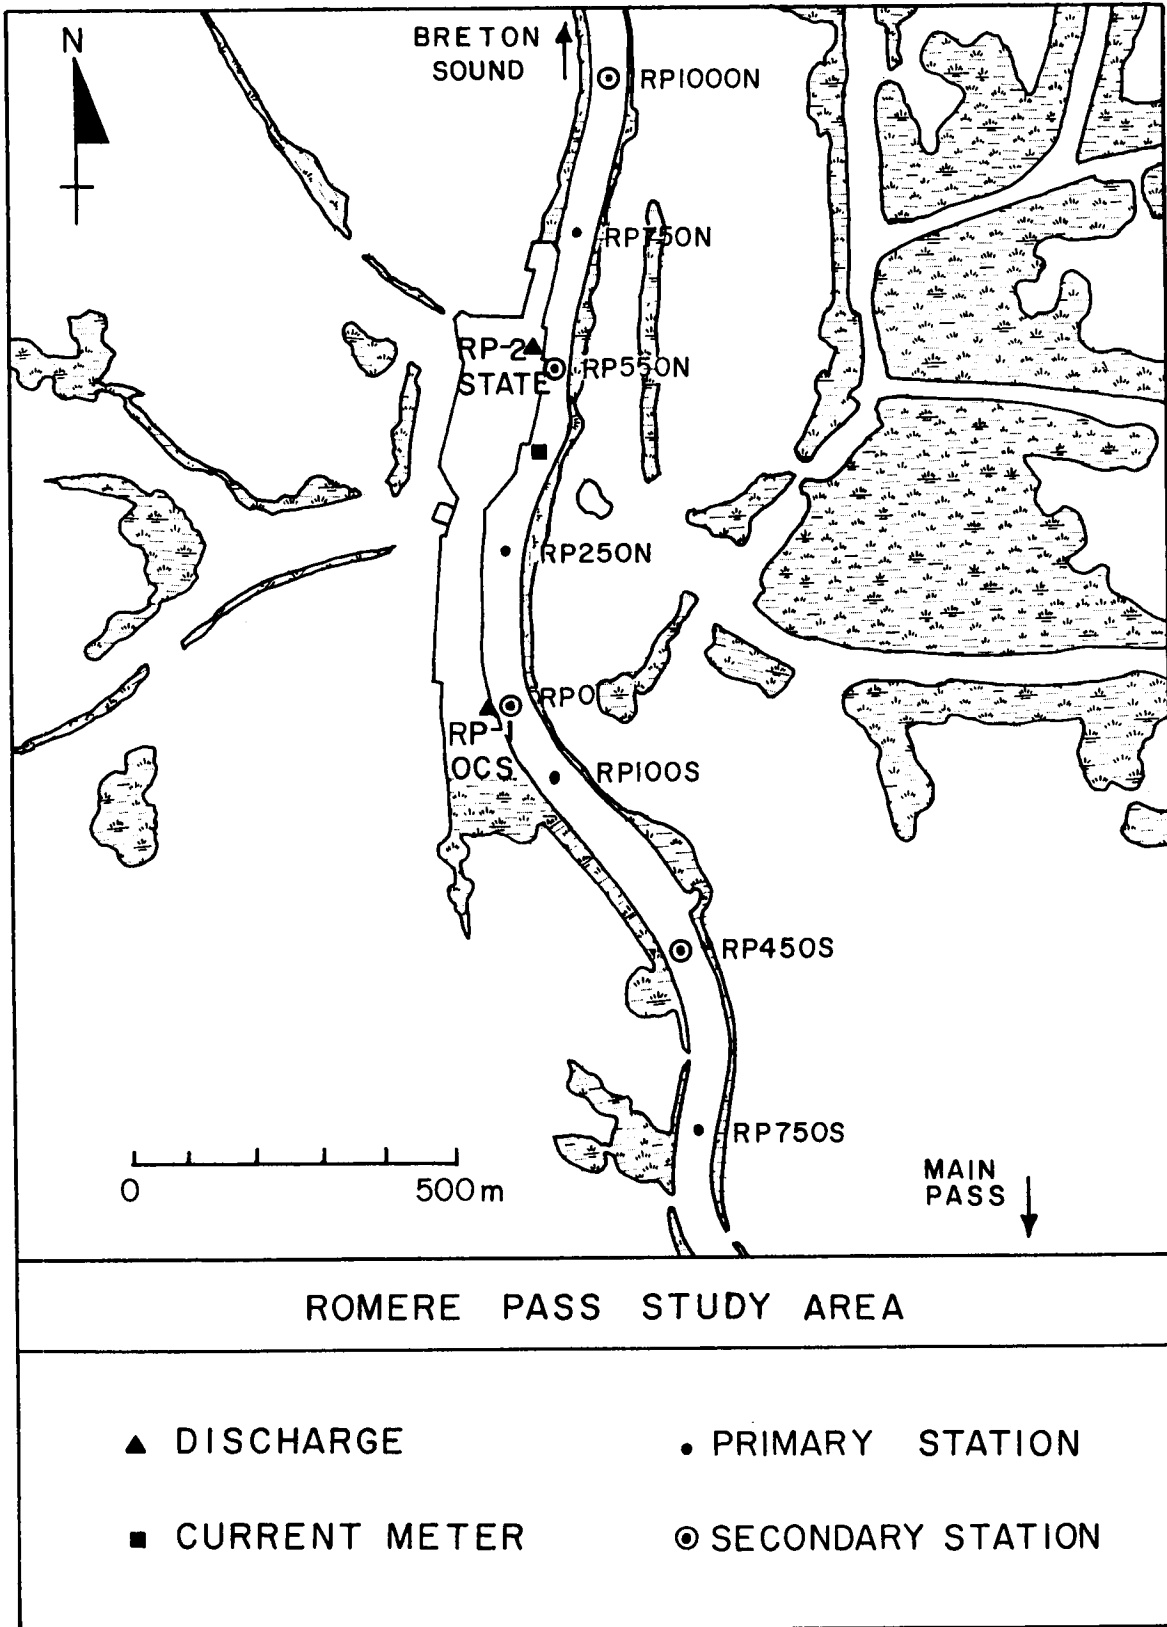 N
BRETON
SOUND
RP1000N
RP750N
RP-2
STATE
RP550N
RP250N
RP0
RP-1
OCS
RP100S
RP450S
RP750S
0 500m
MAIN
PASS
ROMERE PASS STUDY AREA
DISCHARGE
PRIMARY STATION
CURRENT METER
SECONDARY STATION